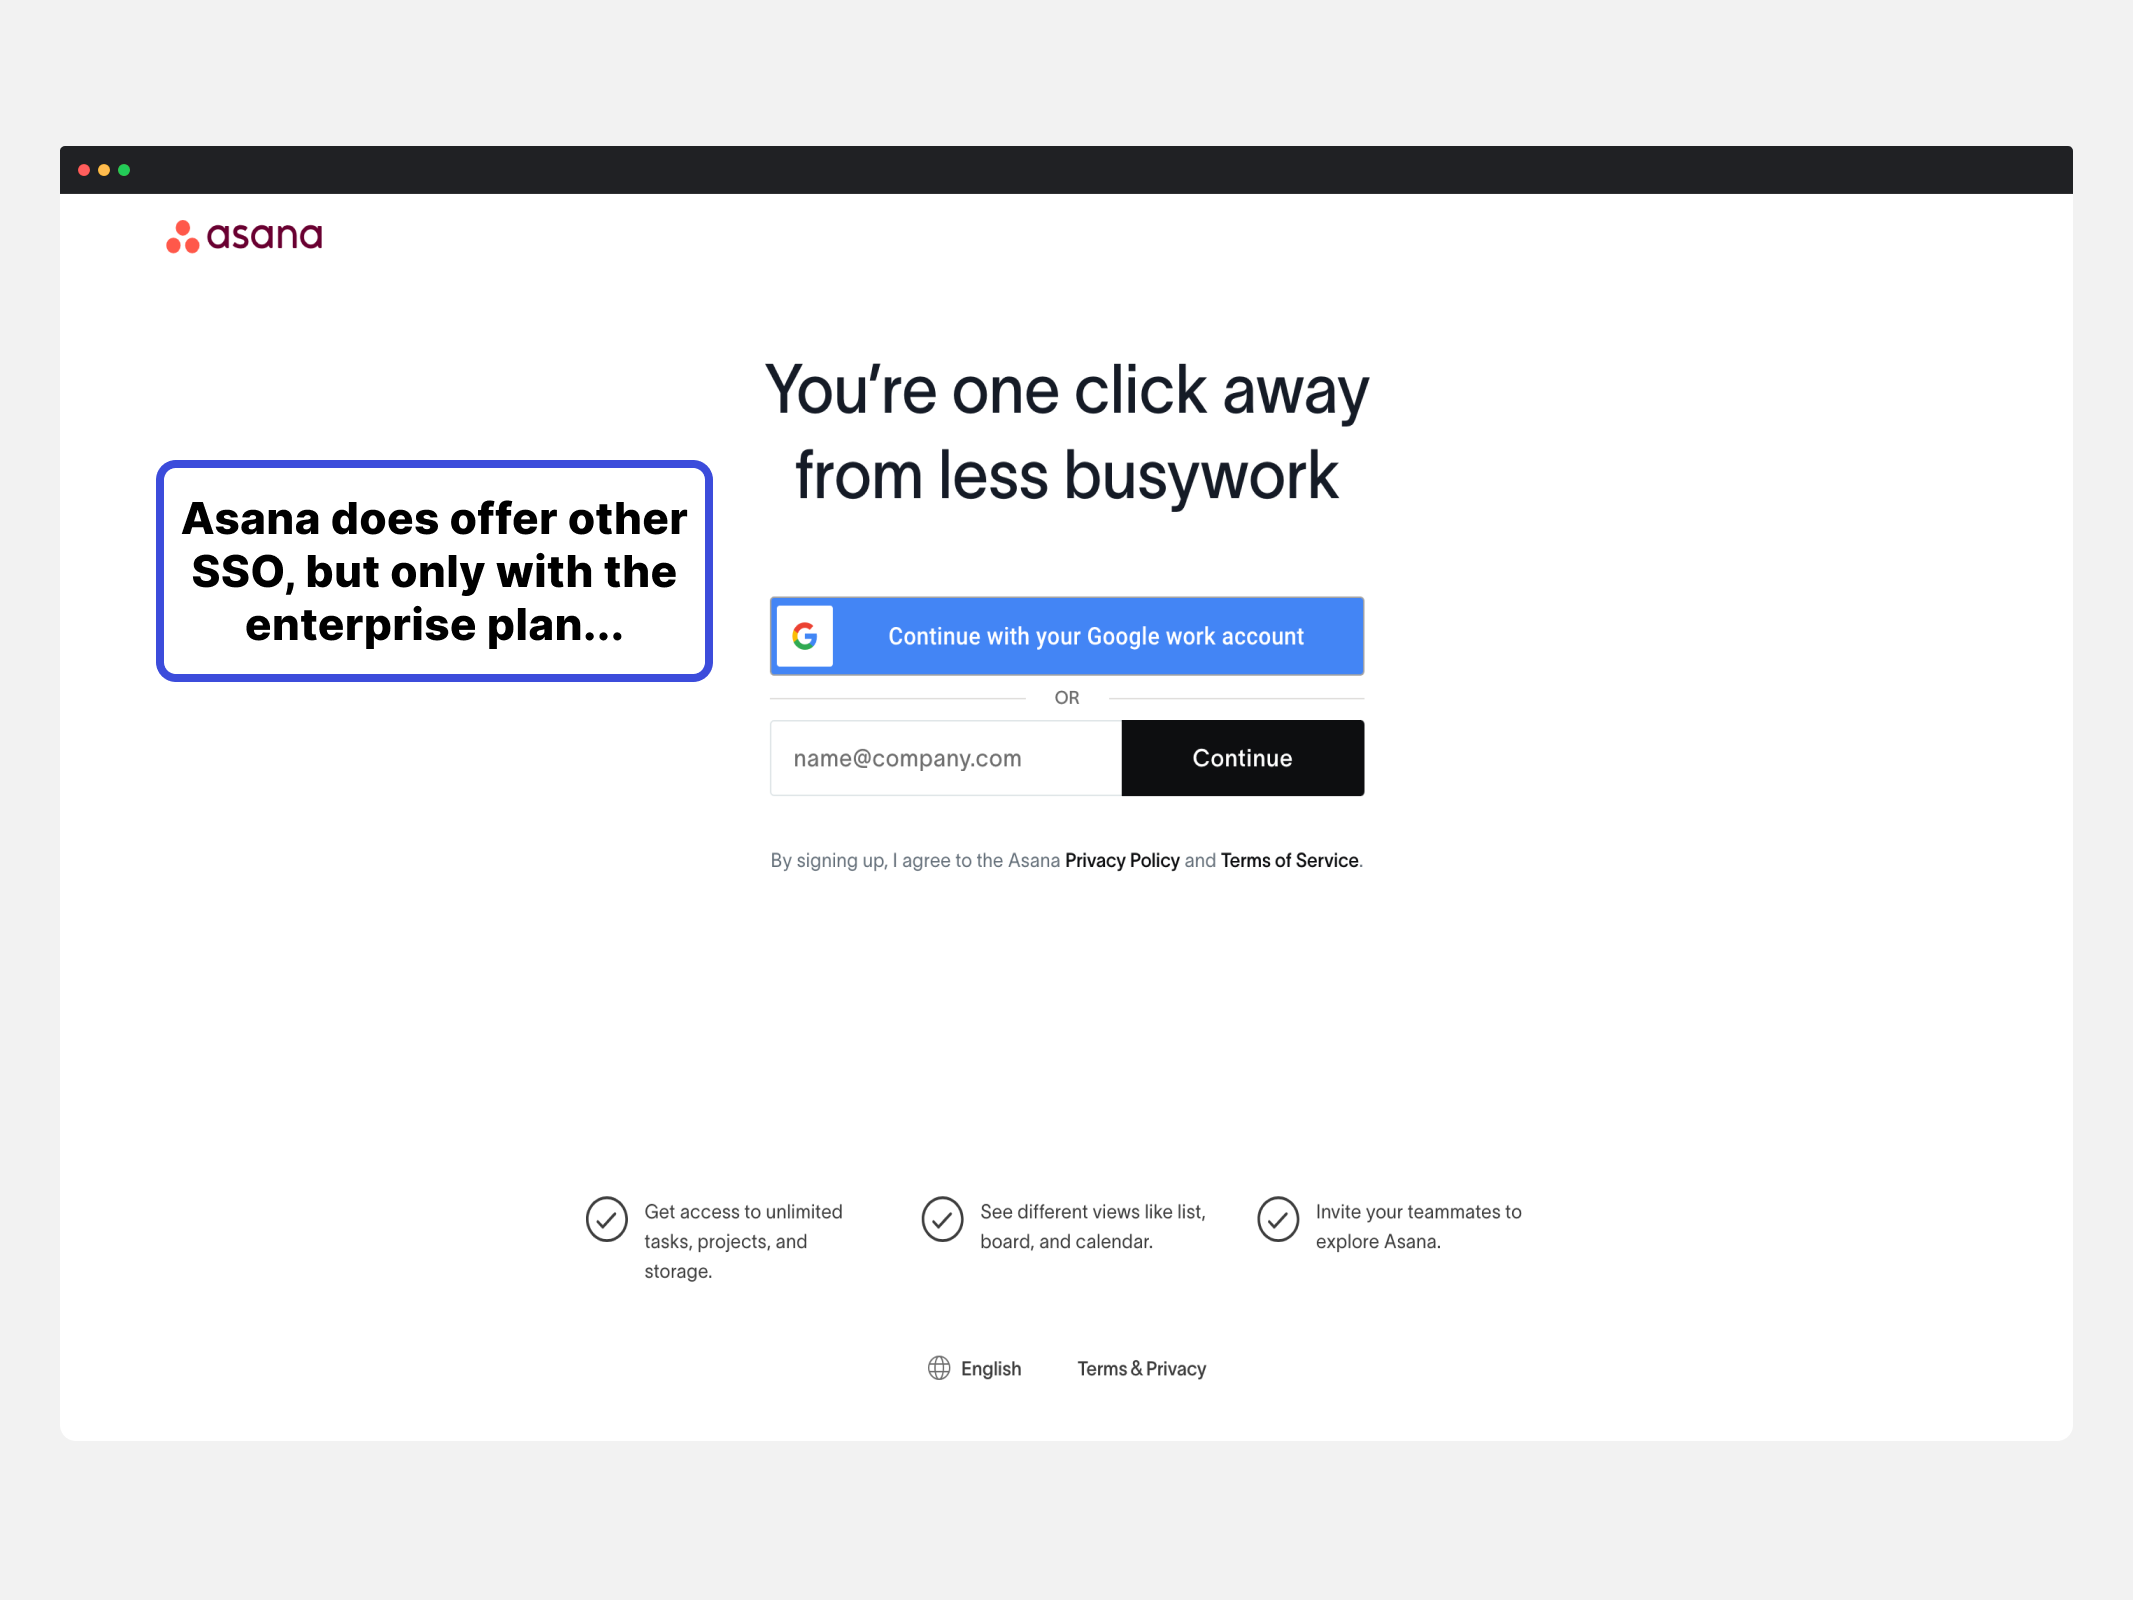 asana
You're one click away
from less busywork
Asana does offer other
SSO, but only with the
enterprise plan...
Continue with your Google work account
OR
name@company.com
Continue
By signing up, I agree to the Asana Privacy Policy and Terms of Service.
Get access to unlimited
tasks, projects, and
storage.
See different views like list,
board, and calendar.
Invite your teammates to
explore Asana.
English
Terms & Privacy